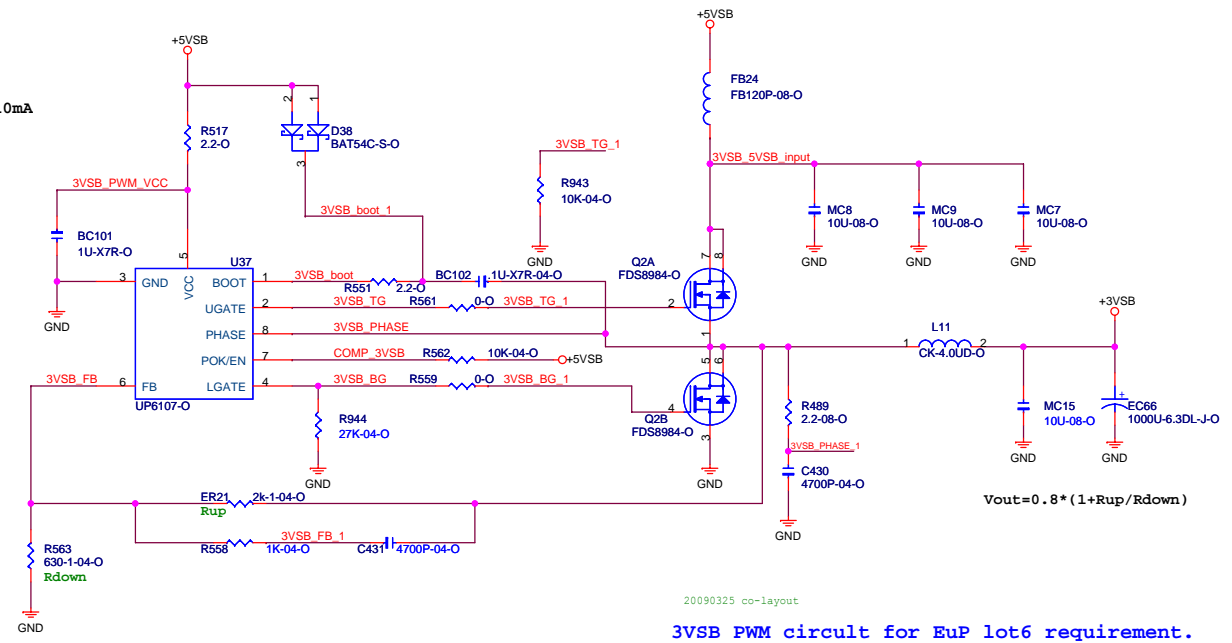 +5VSB
+5VSB
0mA
R517
2.2-O
2
1
D38
BAT54C-S-O
3
FB24
FB120P-08-O
3VSB_TG_1
R943
10K-04-O
GND
3VSB_5VSB_input
3VSB_PWM_VCC
BC101
1U-X7R-O
GND
3VSB_boot_1
MC8
10U-08-O
GND
MC9
10U-08-O
GND
MC7
10U-08-O
GND
U37
5
VCC
3
GND
BOOT
1
3VSB_boot
R551
2.2-O
BC102
.1U-X7R-04-O
UGATE
2
3VSB_TG
R561
0-O
3VSB_TG_1
PHASE
8
3VSB_PHASE
POK/EN
7
COMP_3VSB
R562
10K-04-O
+5VSB
3VSB_FB
6
FB
LGATE
4
3VSB_BG
R559
0-O
3VSB_BG_1
UP6107-O
R944
27K-04-O
GND
Q2A
FDS8984-O
7
8
2
1
5
6
4
Q2B
FDS8984-O
3
GND
L11
1
2
CK-4.0UD-O
+3VSB
R489
2.2-08-O
3VSB_PHASE_1
C430
4700P-04-O
GND
MC15
10U-08-O
GND
+
EC66
1000U-6.3DL-J-O
GND
Vout=0.8*(1+Rup/Rdown)
ER21
2k-1-04-O
Rup
R558
1K-04-O
3VSB_FB_1
C431
4700P-04-O
R563
630-1-04-O
Rdown
GND
20090325 co-layout
3VSB PWM circult for EuP lot6 requirement.